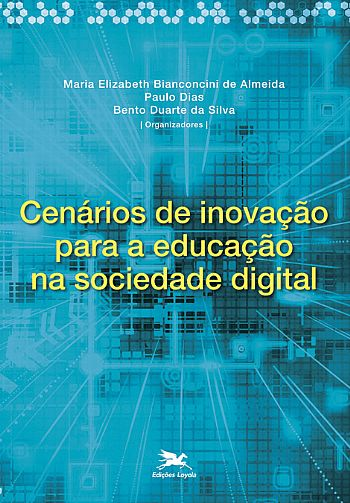 Maria Elizabeth Bianconcini de Almeida
Paulo Dias
Bento Duarte da Silva
| Organizadores |
Cenários de inovação
para a educação
na sociedade digital
Edições Loyola